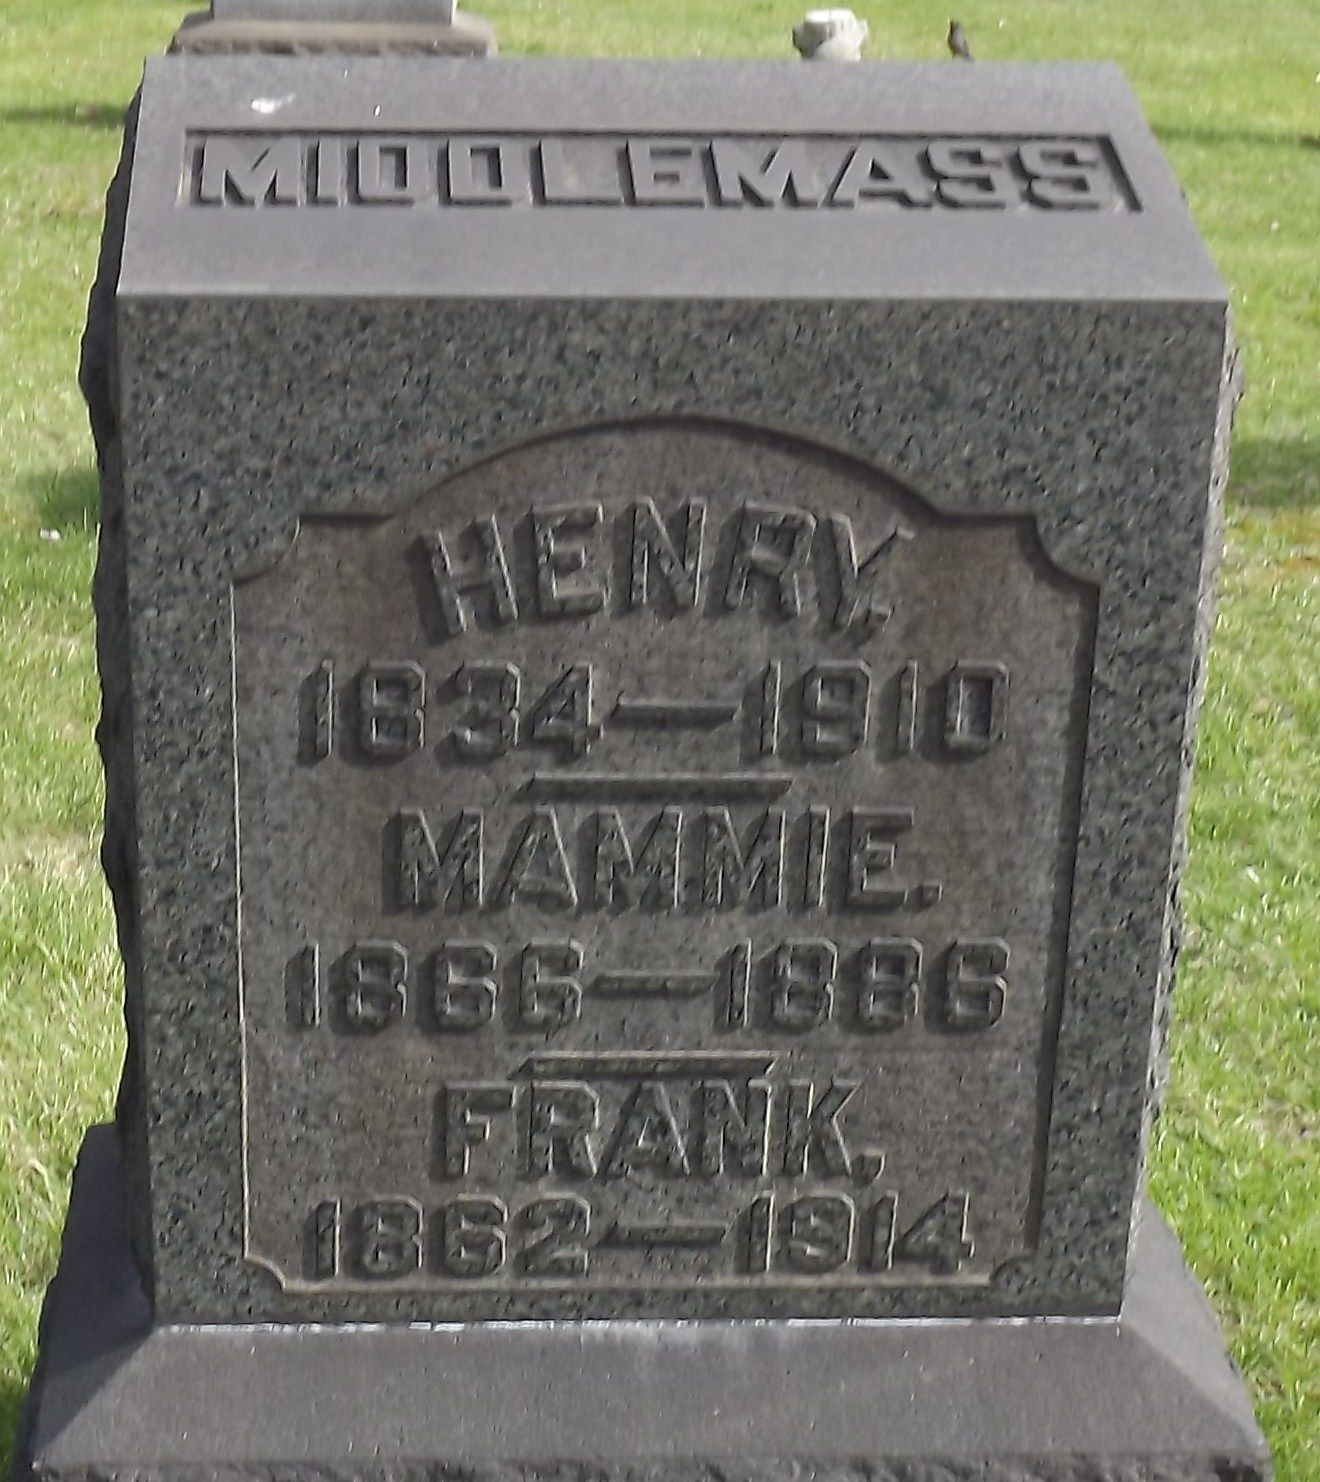 MIDDLEMASS
HENRY.
1834—1910
MAMMIE.
1866—1886
FRANK.
1862—1914